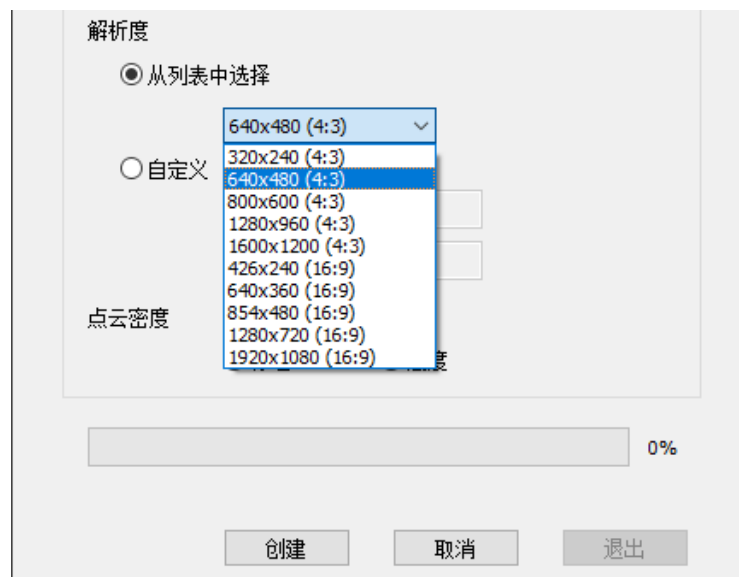 解析度
从列表中选择
640x480 (4:3)
自定义
320x240 (4:3)
640x480 (4:3)
800x600 (4:3)
1280x960 (4:3)
1600x1200 (4:3)
426x240 (16:9)
640x360 (16:9)
854x480 (16:9)
1280x720 (16:9)
1920x1080 (16:9)
点云密度
度
0%
创建
取消
退出